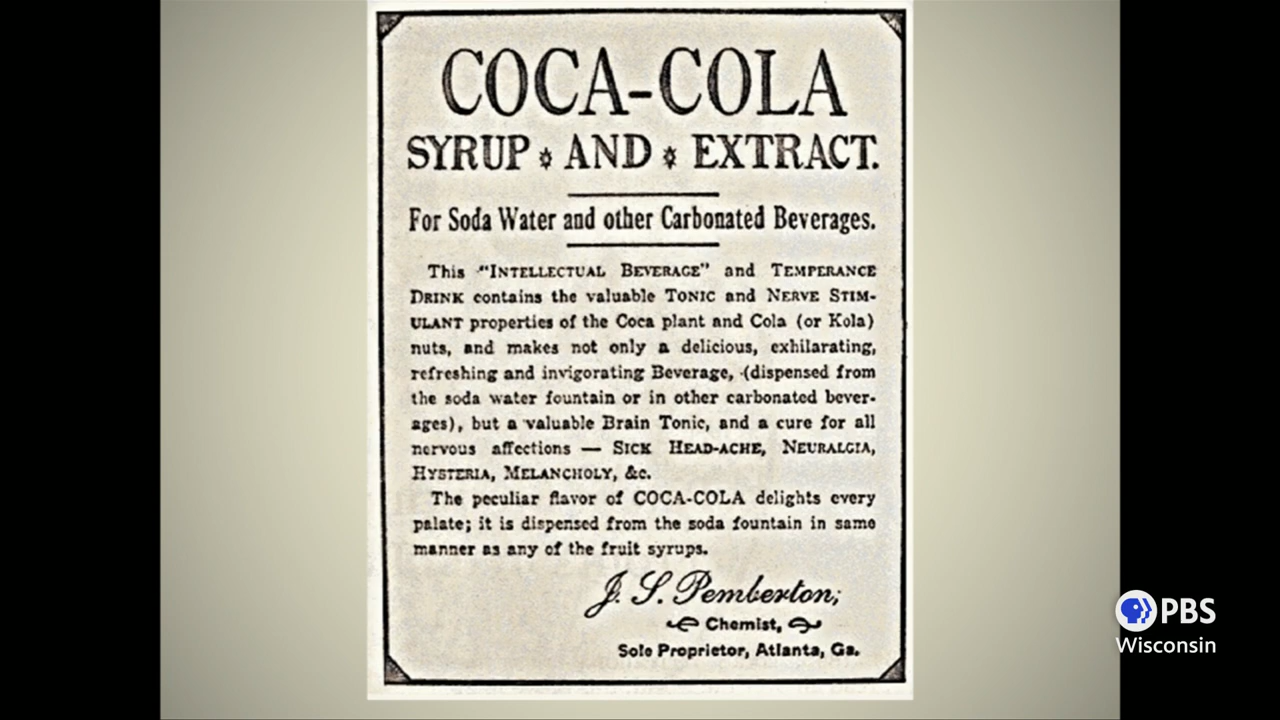 COCA-COLA
SYRUP AND EXTRACT.
For Soda Water and other Carbonated Beverages.
This "INTELLECTUAL BEVERAGE" and TEMPERANCE
DRINK contains the valuable TONIC and NERVE STIM-
ULANT properties of the Coca plant and Cola (or Kola)
nuts, and makes not only a delicious, exhilarating,
refreshing and invigorating Beverage, (dispensed from
the soda water fountain or in other carbonated bever-
ages), but a valuable Brain Tonic, and a cure for all
nervous affections — SICK HEAD-ACHE, NEURALGIA,
HYSTERIA, MELANCHOLY, &c.
The peculiar flavor of COCA-COLA delights every
palate; it is dispensed from the soda fountain in same
manner as any of the fruit syrups.
J. S. Pemberton,
Chemist,
Sole Proprietor, Atlanta, Ga.
PBS
Wisconsin